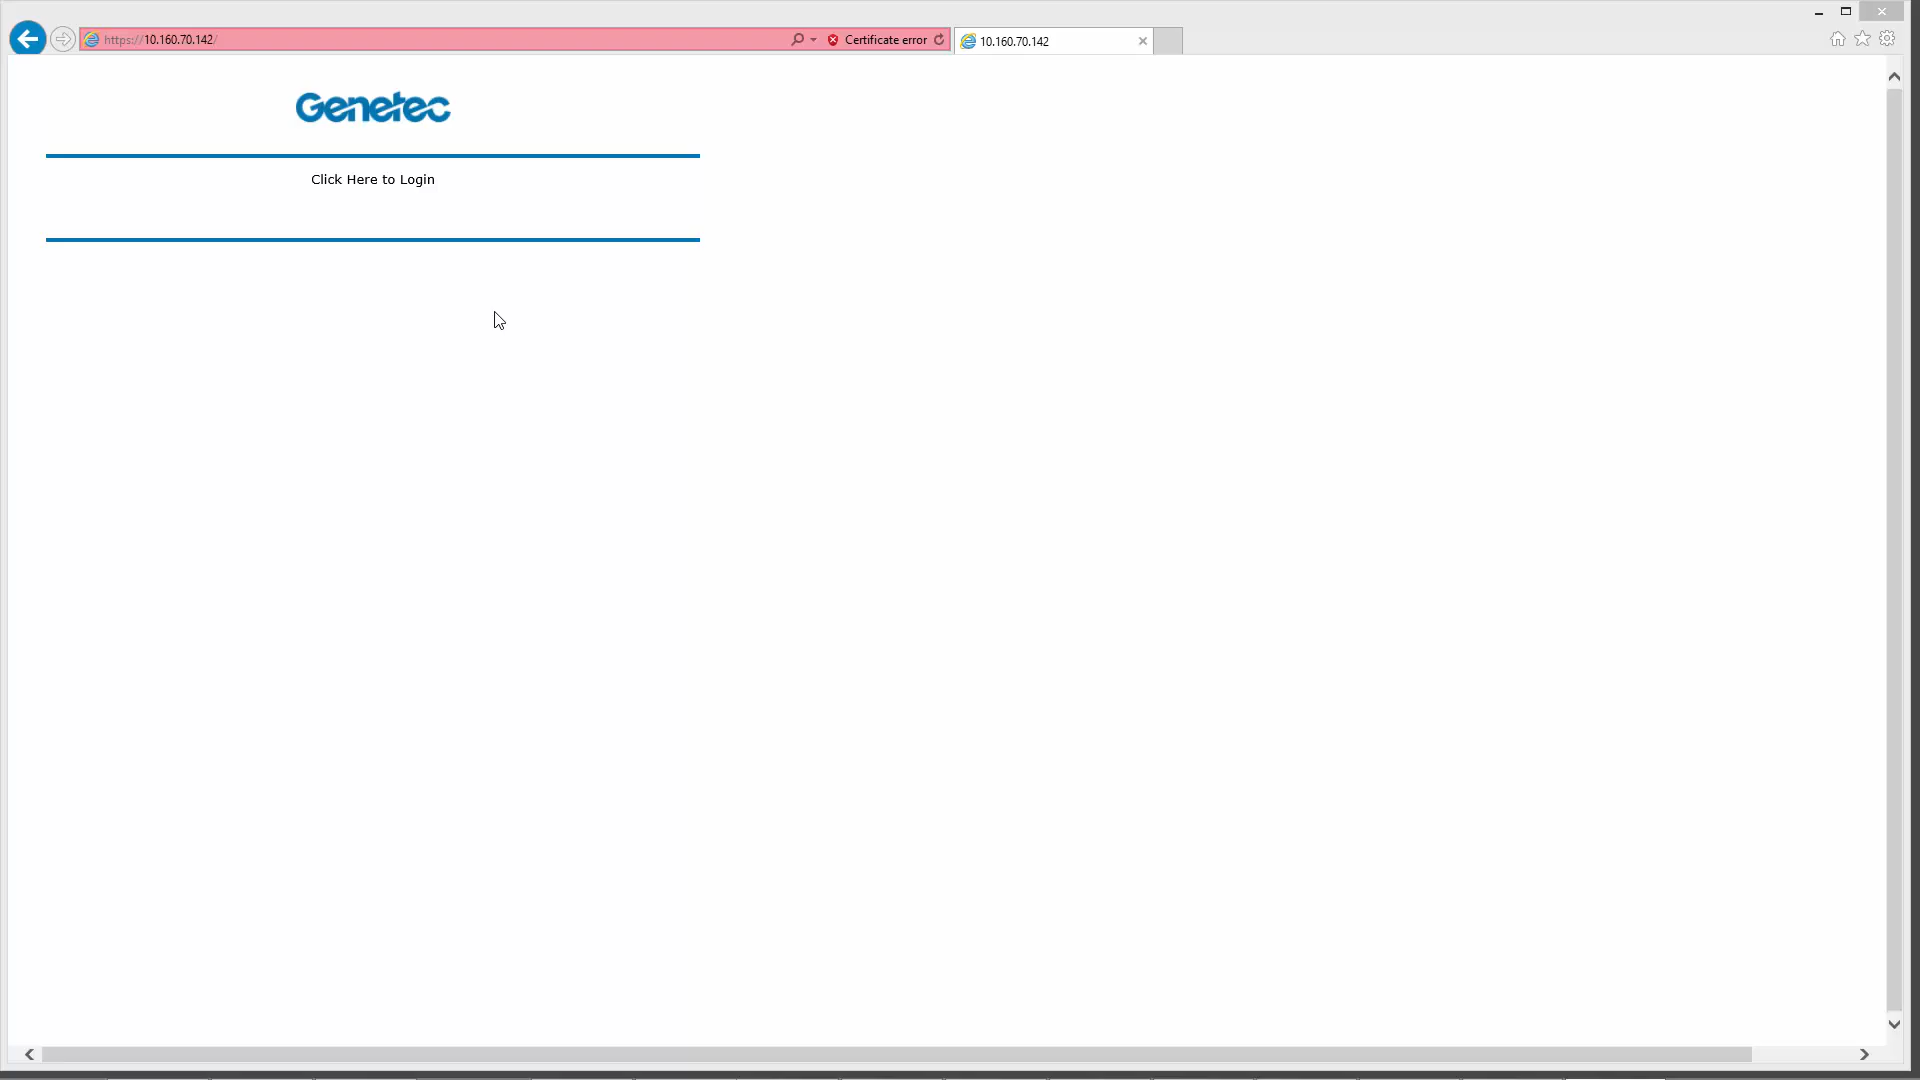 https://10.160.70.142/
Certificate error
10.160.70.142
Genetec
Click Here to Login